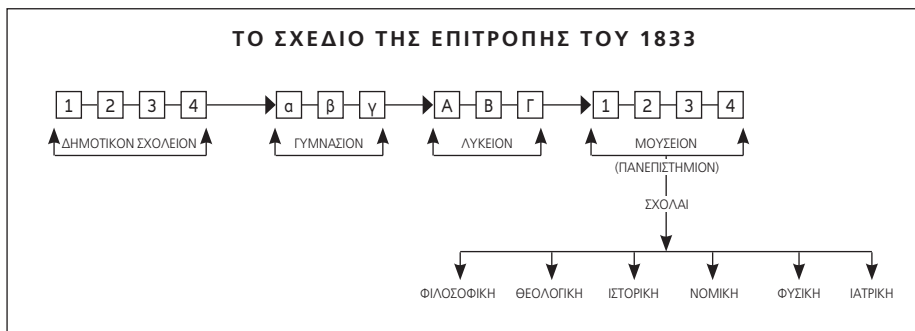 ΤΟ ΣΧΕΔΙΟ ΤΗΣ ΕΠΙΤΡΟΠΗΣ ΤΟΥ 1833
1 2 3 4 α β γ Α Β Γ 1 2 3 4
ΔΗΜΟΤΙΚΟΝ ΣΧΟΛΕΙΟΝ ΓΥΜΝΑΣΙΟΝ ΛΥΚΕΙΟΝ ΜΟΥΣΕΙΟΝ
(ΠΑΝΕΠΙΣΤΗΜΙΟΝ)
ΣΧΟΛΑΙ
ΦΙΛΟΣΟΦΙΚΗ ΘΕΟΛΟΓΙΚΗ ΙΣΤΟΡΙΚΗ ΝΟΜΙΚΗ ΦΥΣΙΚΗ ΙΑΤΡΙΚΗ